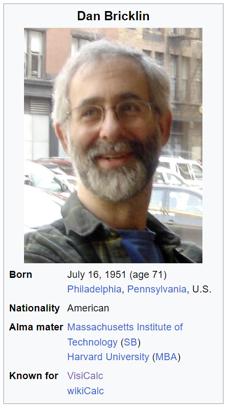 Dan Bricklin
Born July 16, 1951 (age 71)
Philadelphia, Pennsylvania, U.S.
Nationality American
Alma mater Massachusetts Institute of
Technology (SB)
Harvard University (MBA)
Known for VisiCalc
wikiCalc